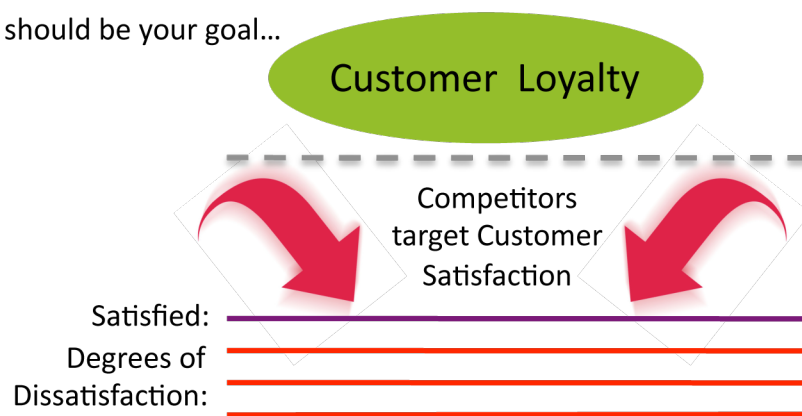 should be your goal...
Customer Loyalty
Competitors
target Customer
Satisfaction
Satisfied:
Degrees of
Dissatisfaction: